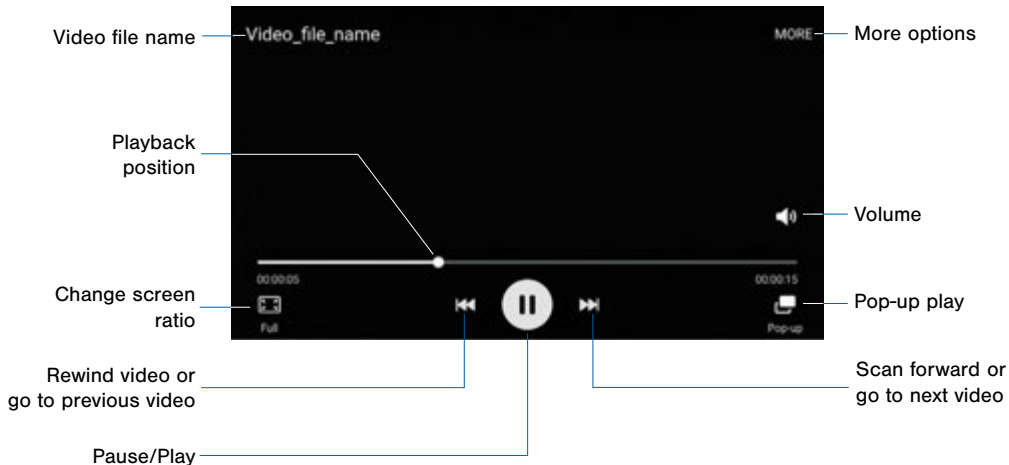 Video file name
Video_file_name
MORE
More options
Playback
position
Volume
00:00:05
00:00:15
Change screen
ratio
Full
Pop-up
Pop-up play
Rewind video or
go to previous video
Scan forward or
go to next video
Pause/Play